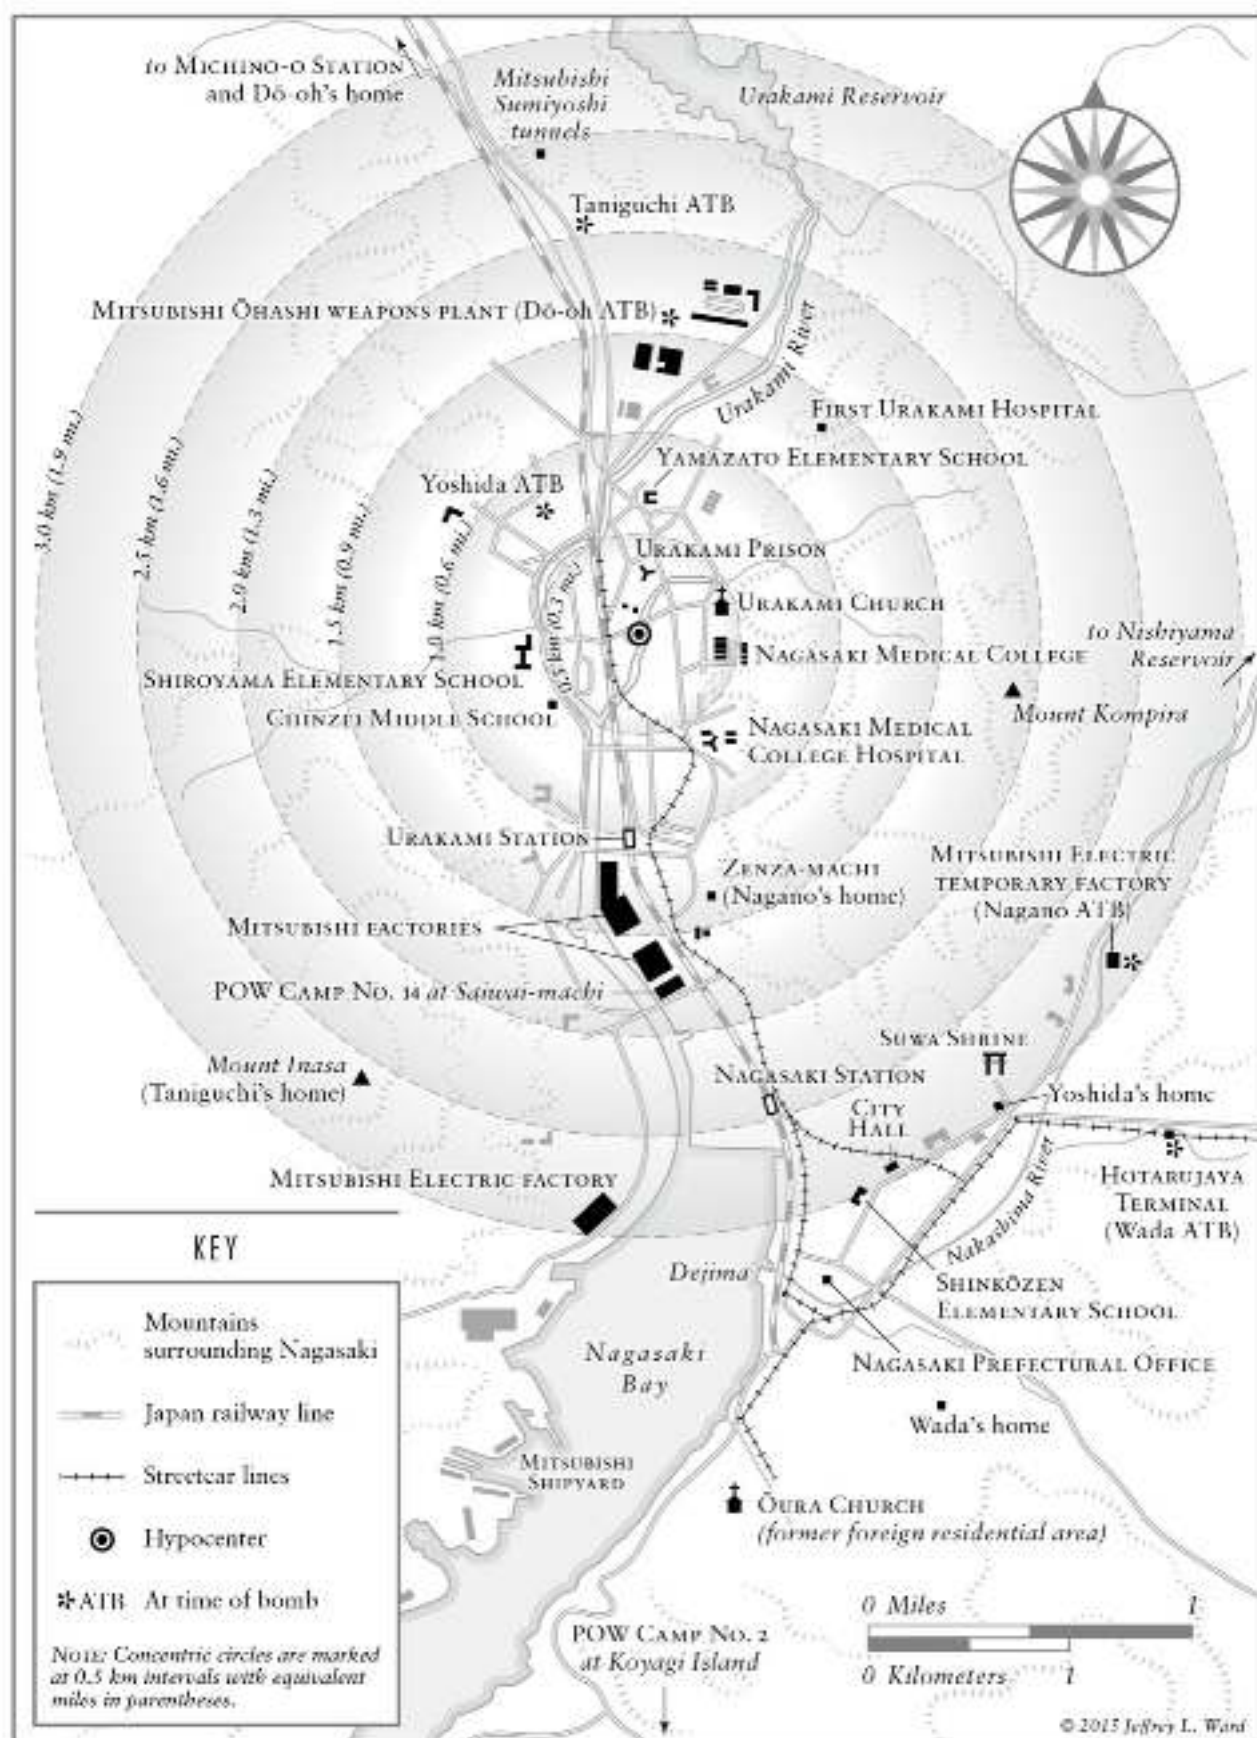 to MICHINO-O STATION
and Dō-oh's home
Mitsubishi
Sumiyoshi
tunnels
Urakami Reservoir
Taniguchi ATB
MITSUBISHI ŌHASHI WEAPONS PLANT (Dō-oh ATB)
Urakami River
FIRST URAKAMI HOSPITAL
YAMAZATO ELEMENTARY SCHOOL
Yoshida ATB
3.0 km (1.9 mi.)
2.5 km (1.6 mi.)
2.0 km (1.3 mi.)
1.5 km (0.9 mi.)
1.0 km (0.6 mi.)
0.5 km (0.3 mi.)
URAKAMI PRISON
URAKAMI CHURCH
to Nishiyama
Reservoir
NAGASAKI MEDICAL COLLEGE
SHIROYAMA ELEMENTARY SCHOOL
CHINZEI MIDDLE SCHOOL
Mount Kompira
NAGASAKI MEDICAL
COLLEGE HOSPITAL
URAKAMI STATION
MITSUBISHI ELECTRIC
TEMPORARY FACTORY
(Nagano ATB)
ZENZA-MACHI
(Nagano's home)
MITSUBISHI FACTORIES
POW CAMP NO. 14 at Saiwai-machi
SUWA SHRINE
Mount Inasa
(Taniguchi's home)
NAGASAKI STATION
Yoshida's home
CITY
HALL
MITSUBISHI ELECTRIC FACTORY
HOTARUJAYA
TERMINAL
(Wada ATB)
Nakashima River
Dejima
SHINKŌZEN
ELEMENTARY SCHOOL
Nagasaki
Bay
NAGASAKI PREFECTURAL OFFICE
Wada's home
MITSUBISHI
SHIPYARD
ŌURA CHURCH
(former foreign residential area)
POW CAMP NO. 2
at Koyagi Island
KEY
Mountains
surrounding Nagasaki
Japan railway line
Streetcar lines
Hypocenter
ATB At time of bomb
NOTE: Concentric circles are marked
at 0.5 km intervals with equivalent
miles in parentheses.
0 Miles 1
0 Kilometers 1
© 2015 Jeffrey L. Ward